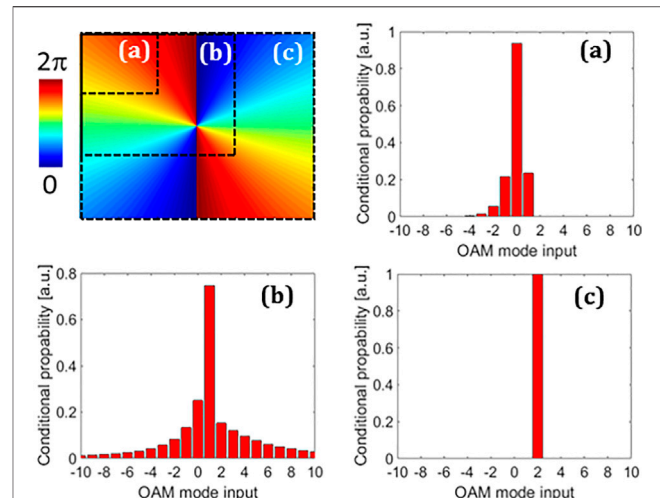 (a) (b) (c)
2π
0
(a)
Conditional propability [a.u.]
1
0.8
0.6
0.4
0.2
0
-10 -8 -6 -4 -2 0 2 4 6 8 10
OAM mode input
(b)
Conditional propability [a.u.]
0.8
0.6
0.4
0.2
0
-10 -8 -6 -4 -2 0 2 4 6 8 10
OAM mode input
(c)
Conditional propability [a.u.]
1
0.8
0.6
0.4
0.2
0
-10 -8 -6 -4 -2 0 2 4 6 8 10
OAM mode input